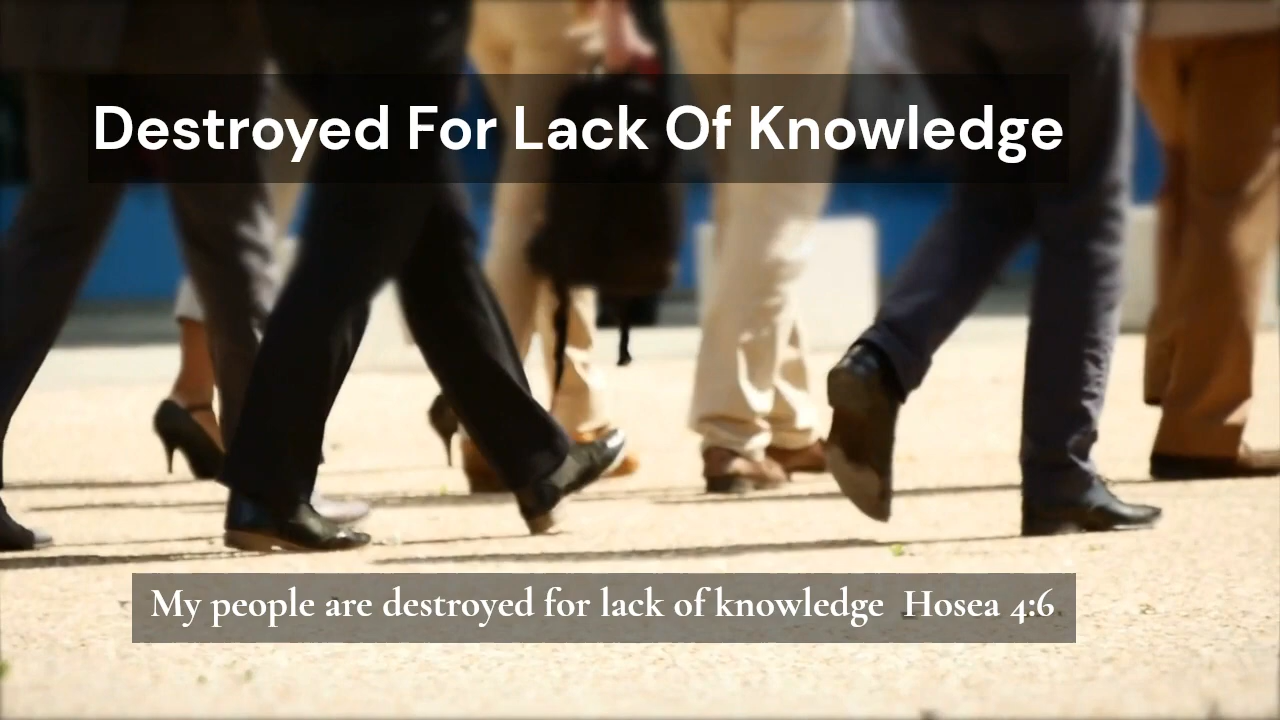 Destroyed For Lack Of Knowledge
My people are destroyed for lack of knowledge  Hosea 4:6